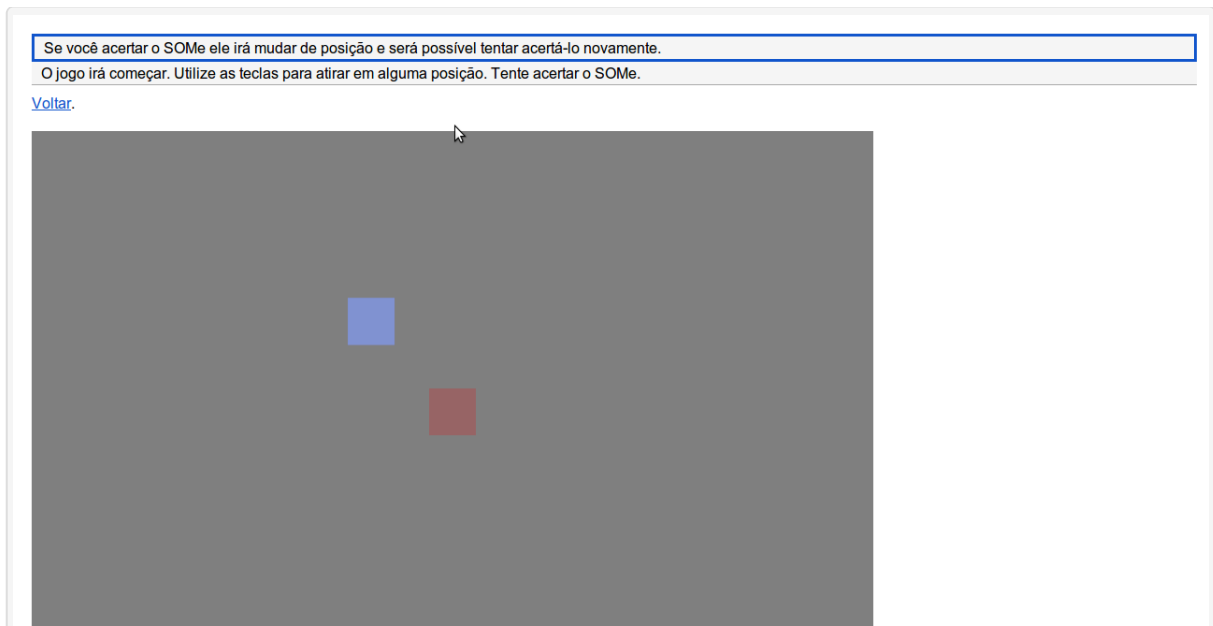 Se você acertar o SOMe ele irá mudar de posição e será possível tentar acertá-lo novamente.
O jogo irá começar. Utilize as teclas para atirar em alguma posição. Tente acertar o SOMe.
Voltar.